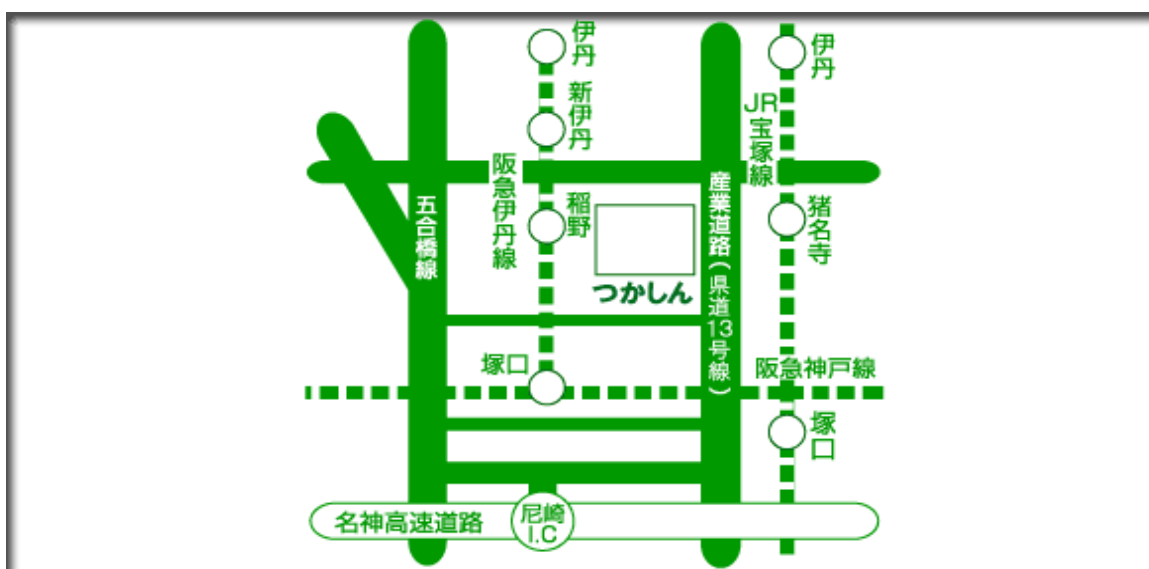 伊丹
伊丹
新伊丹
JR宝塚線
阪急伊丹線
稲野
五合橋線
産業道路(県道13号線)
猪名寺
つかしん
塚口
阪急神戸線
塚口
名神高速道路
尼崎
I.C